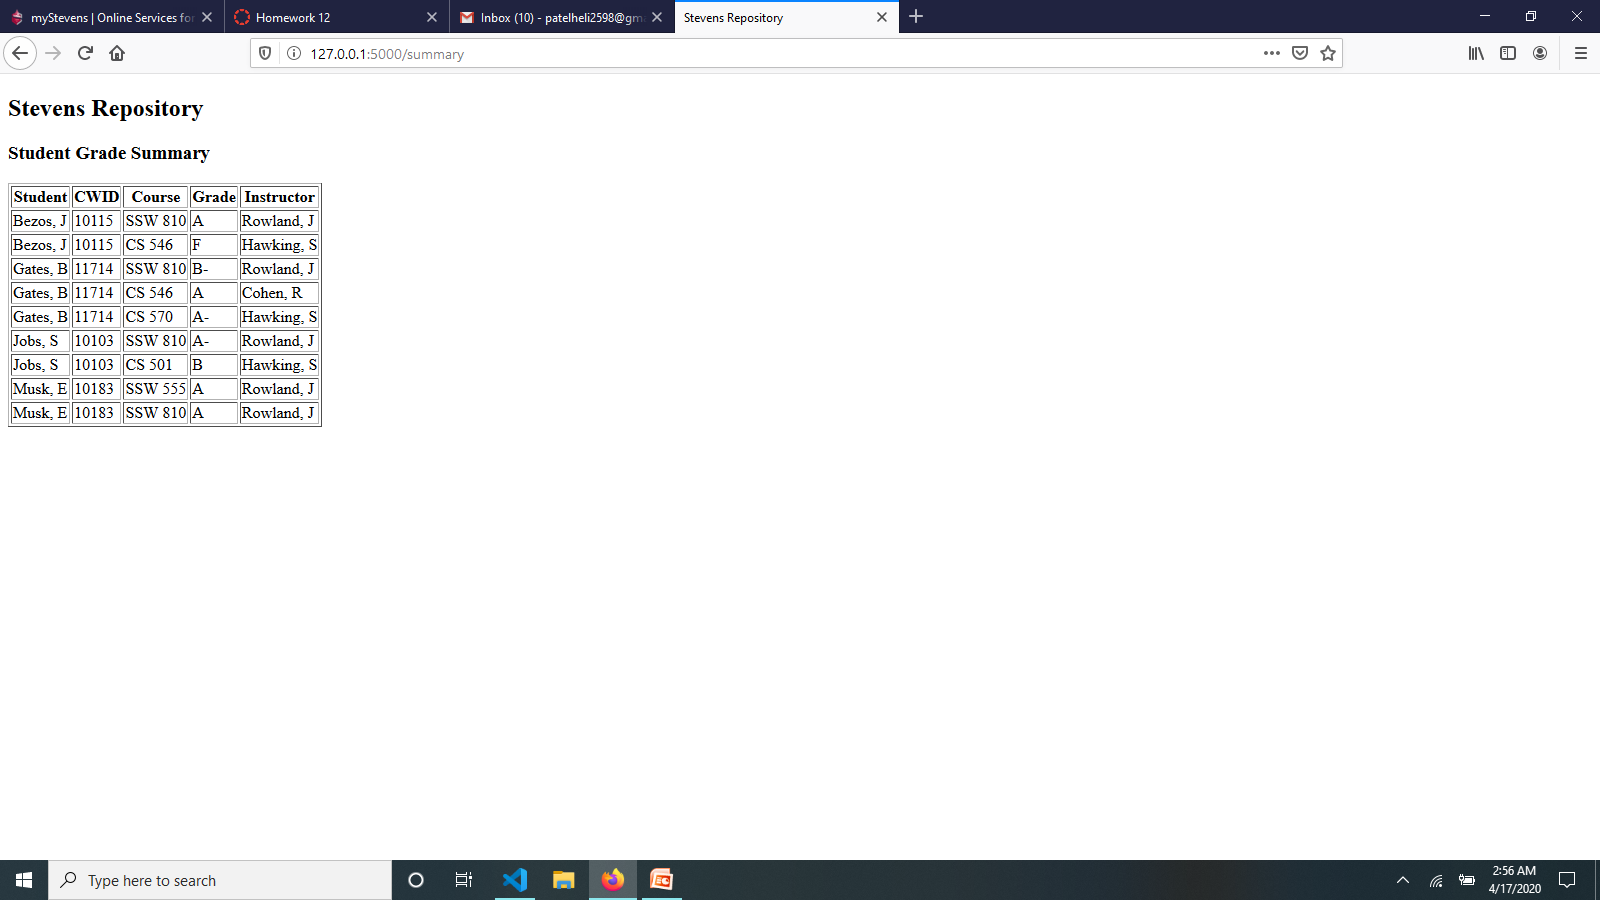 myStevens | Online Services for
Homework 12
Inbox (10) - patelheli2598@gm
Stevens Repository
127.0.0.1:5000/summary
Stevens Repository
Student Grade Summary
Student CWID Course Grade Instructor
Bezos, J 10115 SSW 810 A Rowland, J
Bezos, J 10115 CS 546 F Hawking, S
Gates, B 11714 SSW 810 B- Rowland, J
Gates, B 11714 CS 546 A Cohen, R
Gates, B 11714 CS 570 A- Hawking, S
Jobs, S 10103 SSW 810 A- Rowland, J
Jobs, S 10103 CS 501 B Hawking, S
Musk, E 10183 SSW 555 A Rowland, J
Musk, E 10183 SSW 810 A Rowland, J
Type here to search
2:56 AM
4/17/2020